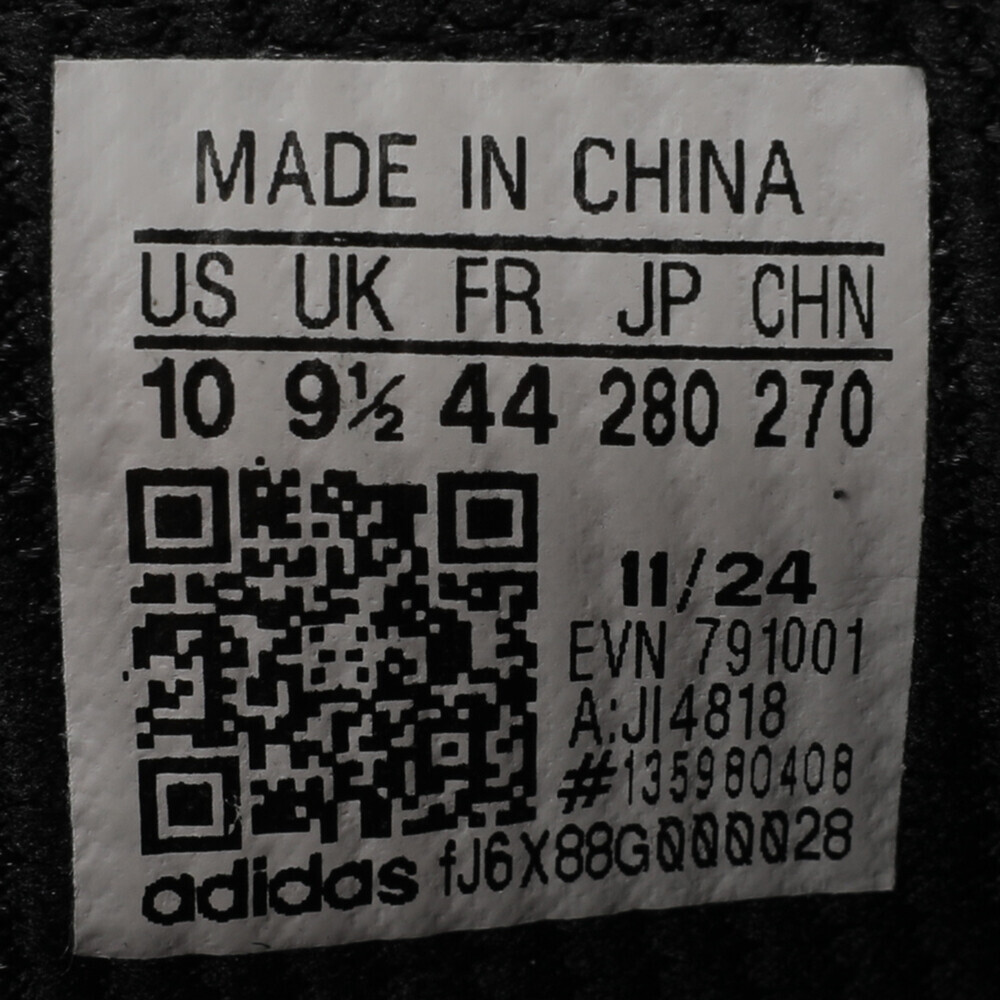 MADE IN CHINA
US UK FR JP CHN
10 9½ 44 280 270
11/24
EVN 791001
A:JI4818
#135980408
adidas fJ6X88G0000028